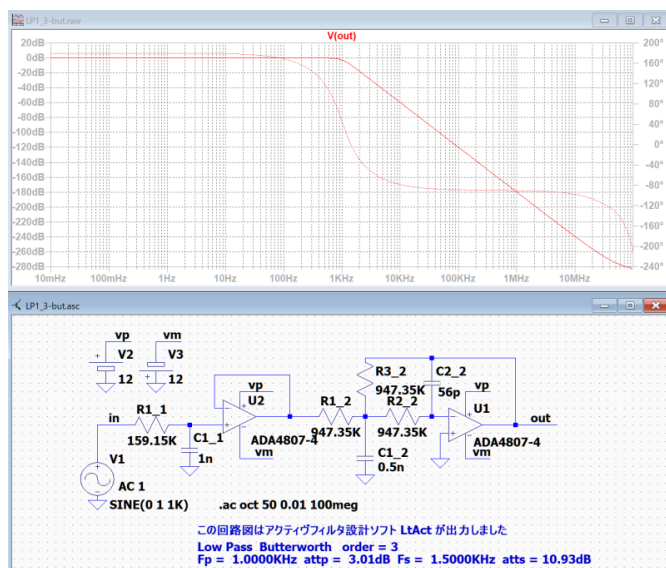 LP1_3-but.raw
V(out)
20dB
0dB
-20dB
-40dB
-60dB
-80dB
-100dB
-120dB
-140dB
-160dB
-180dB
-200dB
-220dB
-240dB
-260dB
-280dB
200°
160°
120°
80°
40°
0°
-40°
-80°
-120°
-160°
-200°
-240°
10mHz
100mHz
1Hz
10Hz
100Hz
1KHz
10KHz
100KHz
1MHz
10MHz
LP1_3-but.asc
vp
vm
V2
V3
12
12
in
R1_1
159.15K
C1_1
1n
V1
AC 1
SINE(0 1 1K)
vp
U2
ADA4807-4
vm
R1_2
947.35K
R3_2
947.35K
R2_2
947.35K
C2_2
56p
C1_2
0.5n
vp
U1
ADA4807-4
vm
out
.ac oct 50 0.01 100meg
この回路図はアクティヴフィルタ設計ソフト LtAct が出力しました
Low Pass Butterworth order = 3
Fp = 1.0000KHz attp = 3.01dB Fs = 1.5000KHz atts = 10.93dB